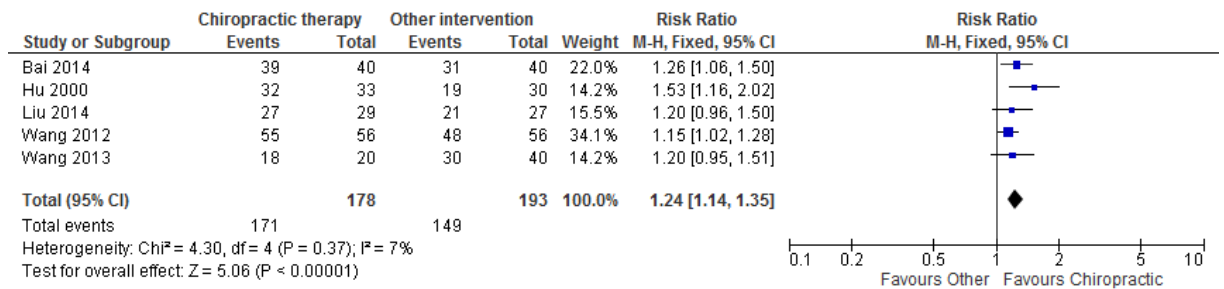 Chiropractic therapy Other intervention Risk Ratio Risk Ratio
Study or Subgroup Events Total Events Total Weight M-H, Fixed, 95% CI M-H, Fixed, 95% CI
Bai 2014 39 40 31 40 22.0% 1.26 [1.06, 1.50]
Hu 2000 32 33 19 30 14.2% 1.53 [1.16, 2.02]
Liu 2014 27 29 21 27 15.5% 1.20 [0.96, 1.50]
Wang 2012 55 56 48 56 34.1% 1.15 [1.02, 1.28]
Wang 2013 18 20 30 40 14.2% 1.20 [0.95, 1.51]
Total (95% CI) 178 193 100.0% 1.24 [1.14, 1.35]
Total events 171 149
Heterogeneity: Chi² = 4.30, df = 4 (P = 0.37); I² = 7%
Test for overall effect: Z = 5.06 (P < 0.00001)
0.1 0.2 0.5 1 2 5 10
Favours Other Favours Chiropractic